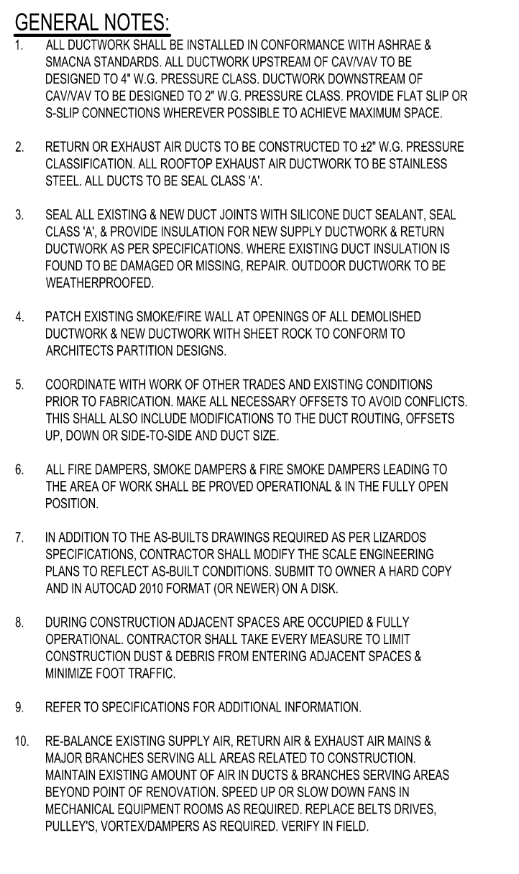 GENERAL NOTES:
1. ALL DUCTWORK SHALL BE INSTALLED IN CONFORMANCE WITH ASHRAE &
SMACNA STANDARDS. ALL DUCTWORK UPSTREAM OF CAV/VAV TO BE
DESIGNED TO 4" W.G. PRESSURE CLASS. DUCTWORK DOWNSTREAM OF
CAV/VAV TO BE DESIGNED TO 2" W.G. PRESSURE CLASS. PROVIDE FLAT SLIP OR
S-SLIP CONNECTIONS WHEREVER POSSIBLE TO ACHIEVE MAXIMUM SPACE.
2. RETURN OR EXHAUST AIR DUCTS TO BE CONSTRUCTED TO ±2" W.G. PRESSURE
CLASSIFICATION. ALL ROOFTOP EXHAUST AIR DUCTWORK TO BE STAINLESS
STEEL. ALL DUCTS TO BE SEAL CLASS 'A'.
3. SEAL ALL EXISTING & NEW DUCT JOINTS WITH SILICONE DUCT SEALANT, SEAL
CLASS 'A', & PROVIDE INSULATION FOR NEW SUPPLY DUCTWORK & RETURN
DUCTWORK AS PER SPECIFICATIONS. WHERE EXISTING DUCT INSULATION IS
FOUND TO BE DAMAGED OR MISSING, REPAIR. OUTDOOR DUCTWORK TO BE
WEATHERPROOFED.
4. PATCH EXISTING SMOKE/FIRE WALL AT OPENINGS OF ALL DEMOLISHED
DUCTWORK & NEW DUCTWORK WITH SHEET ROCK TO CONFORM TO
ARCHITECTS PARTITION DESIGNS.
5. COORDINATE WITH WORK OF OTHER TRADES AND EXISTING CONDITIONS
PRIOR TO FABRICATION. MAKE ALL NECESSARY OFFSETS TO AVOID CONFLICTS.
THIS SHALL ALSO INCLUDE MODIFICATIONS TO THE DUCT ROUTING, OFFSETS
UP, DOWN OR SIDE-TO-SIDE AND DUCT SIZE.
6. ALL FIRE DAMPERS, SMOKE DAMPERS & FIRE SMOKE DAMPERS LEADING TO
THE AREA OF WORK SHALL BE PROVED OPERATIONAL & IN THE FULLY OPEN
POSITION.
7. IN ADDITION TO THE AS-BUILTS DRAWINGS REQUIRED AS PER LIZARDOS
SPECIFICATIONS, CONTRACTOR SHALL MODIFY THE SCALE ENGINEERING
PLANS TO REFLECT AS-BUILT CONDITIONS. SUBMIT TO OWNER A HARD COPY
AND IN AUTOCAD 2010 FORMAT (OR NEWER) ON A DISK.
8. DURING CONSTRUCTION ADJACENT SPACES ARE OCCUPIED & FULLY
OPERATIONAL. CONTRACTOR SHALL TAKE EVERY MEASURE TO LIMIT
CONSTRUCTION DUST & DEBRIS FROM ENTERING ADJACENT SPACES &
MINIMIZE FOOT TRAFFIC.
9. REFER TO SPECIFICATIONS FOR ADDITIONAL INFORMATION.
10. RE-BALANCE EXISTING SUPPLY AIR, RETURN AIR & EXHAUST AIR MAINS &
MAJOR BRANCHES SERVING ALL AREAS RELATED TO CONSTRUCTION.
MAINTAIN EXISTING AMOUNT OF AIR IN DUCTS & BRANCHES SERVING AREAS
BEYOND POINT OF RENOVATION. SPEED UP OR SLOW DOWN FANS IN
MECHANICAL EQUIPMENT ROOMS AS REQUIRED. REPLACE BELTS DRIVES,
PULLEY'S, VORTEX/DAMPERS AS REQUIRED. VERIFY IN FIELD.